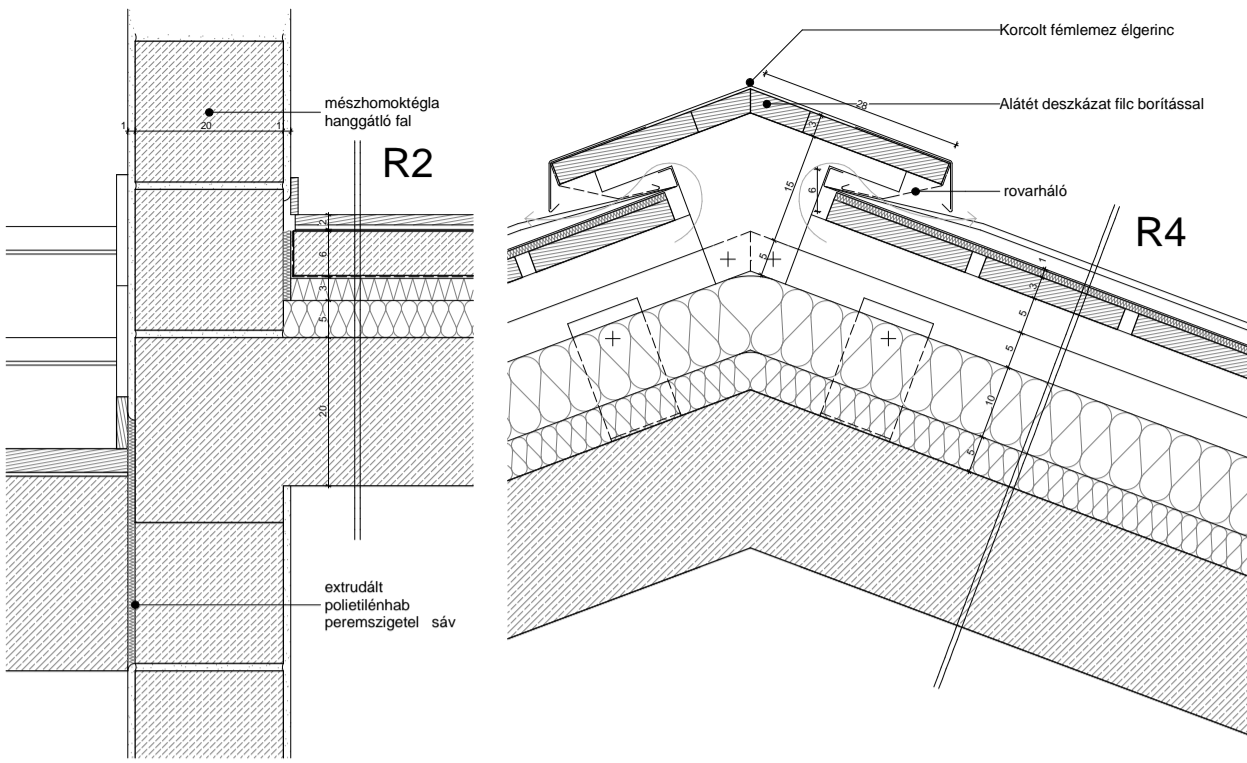 mészhomoktégla
hanggátló fal
1
20
1
R2
2
6
3
5
20
extrudált
polietilénhab
peremszigetel sáv
Korcolt fémlemez élgerinc
Alátét deszkázat filc borítással
rovarháló
28
3
15
6
5
R4
1
3
5
5
10
5